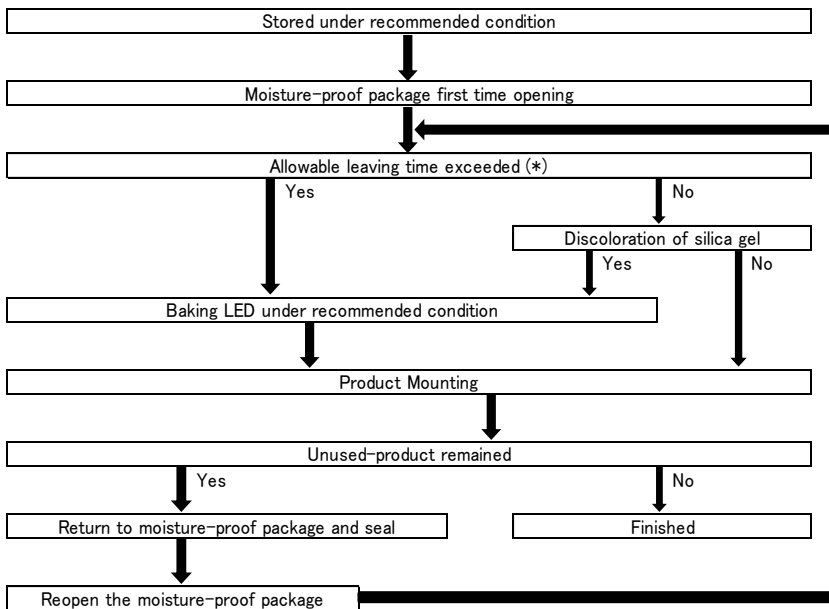 Stored under recommended condition
Moisture-proof package first time opening
Allowable leaving time exceeded (*)
Yes
No
Discoloration of silica gel
Yes
No
Baking LED under recommended condition
Product Mounting
Unused-product remained
Yes
No
Return to moisture-proof package and seal
Finished
Reopen the moisture-proof package